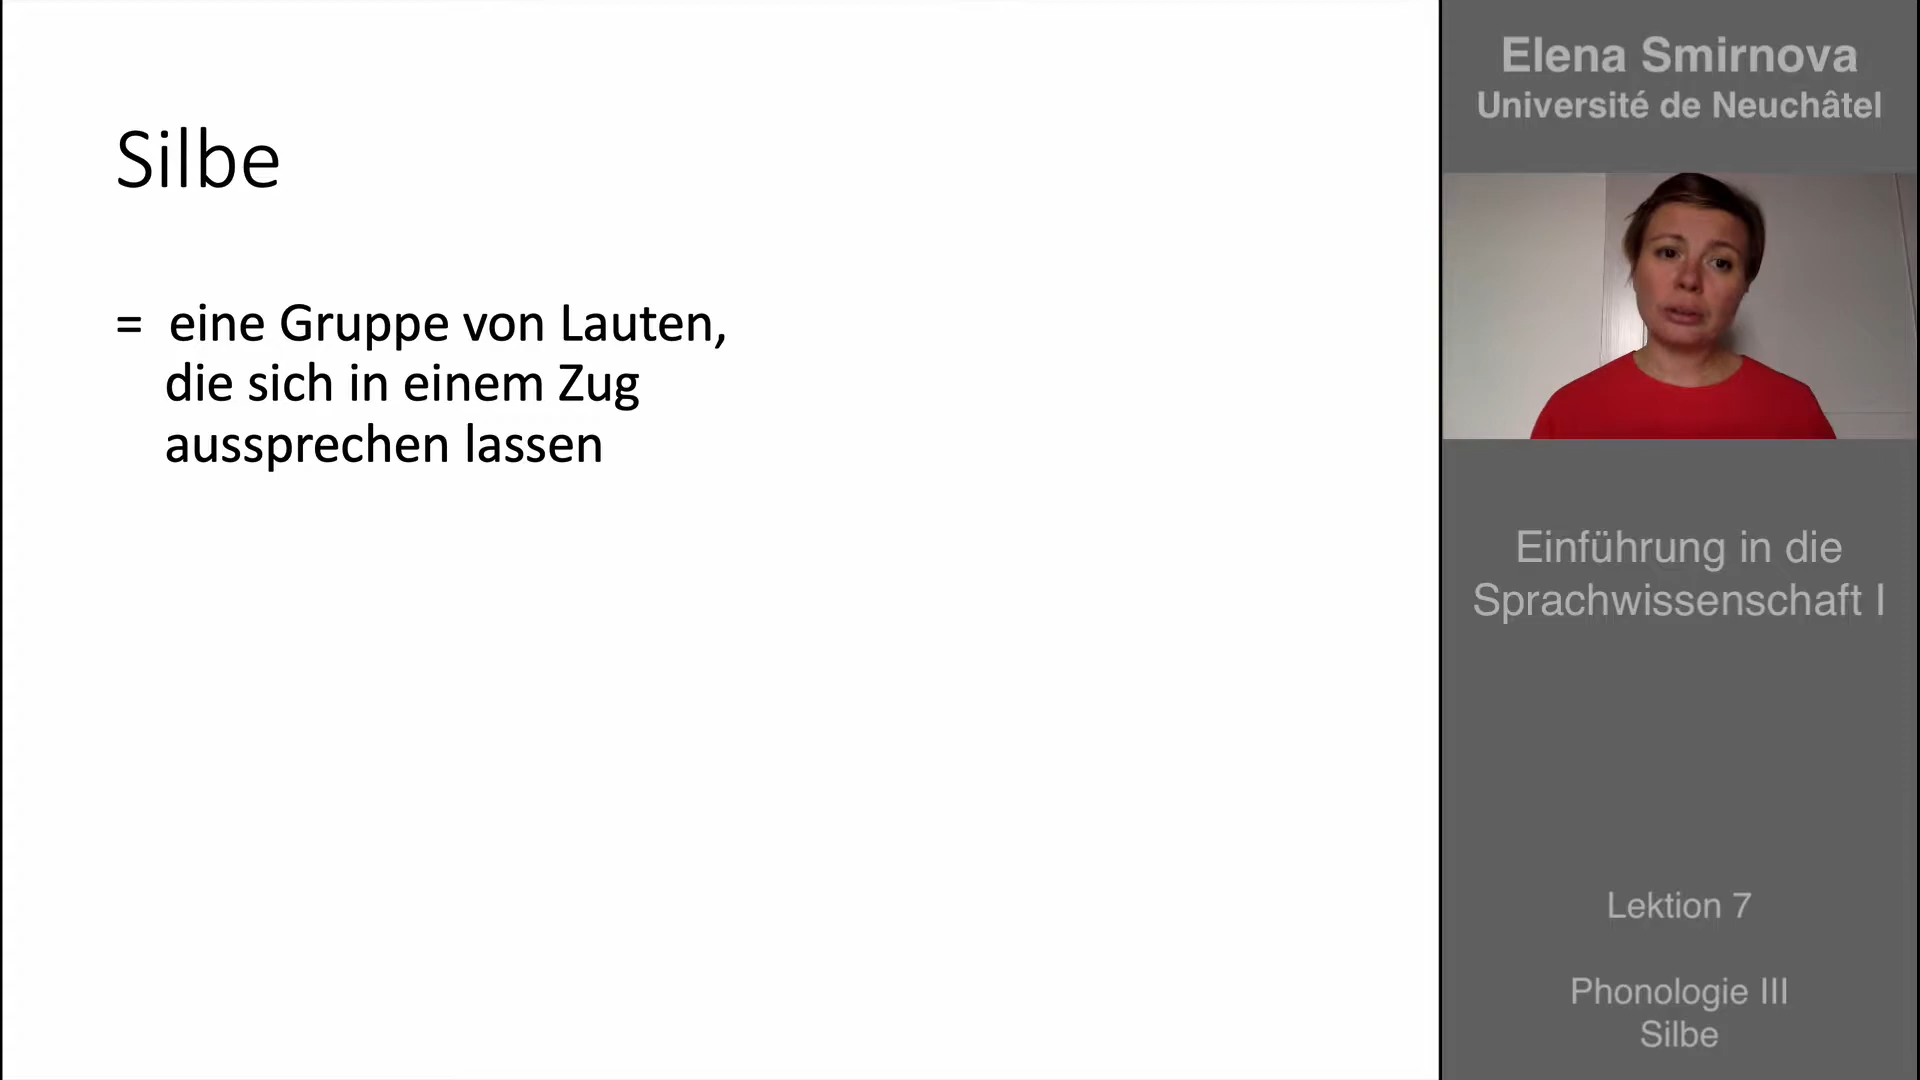 Silbe
= eine Gruppe von Lauten,
die sich in einem Zug
aussprechen lassen
Elena Smirnova
Université de Neuchâtel
Einführung in die
Sprachwissenschaft I
Lektion 7
Phonologie III
Silbe